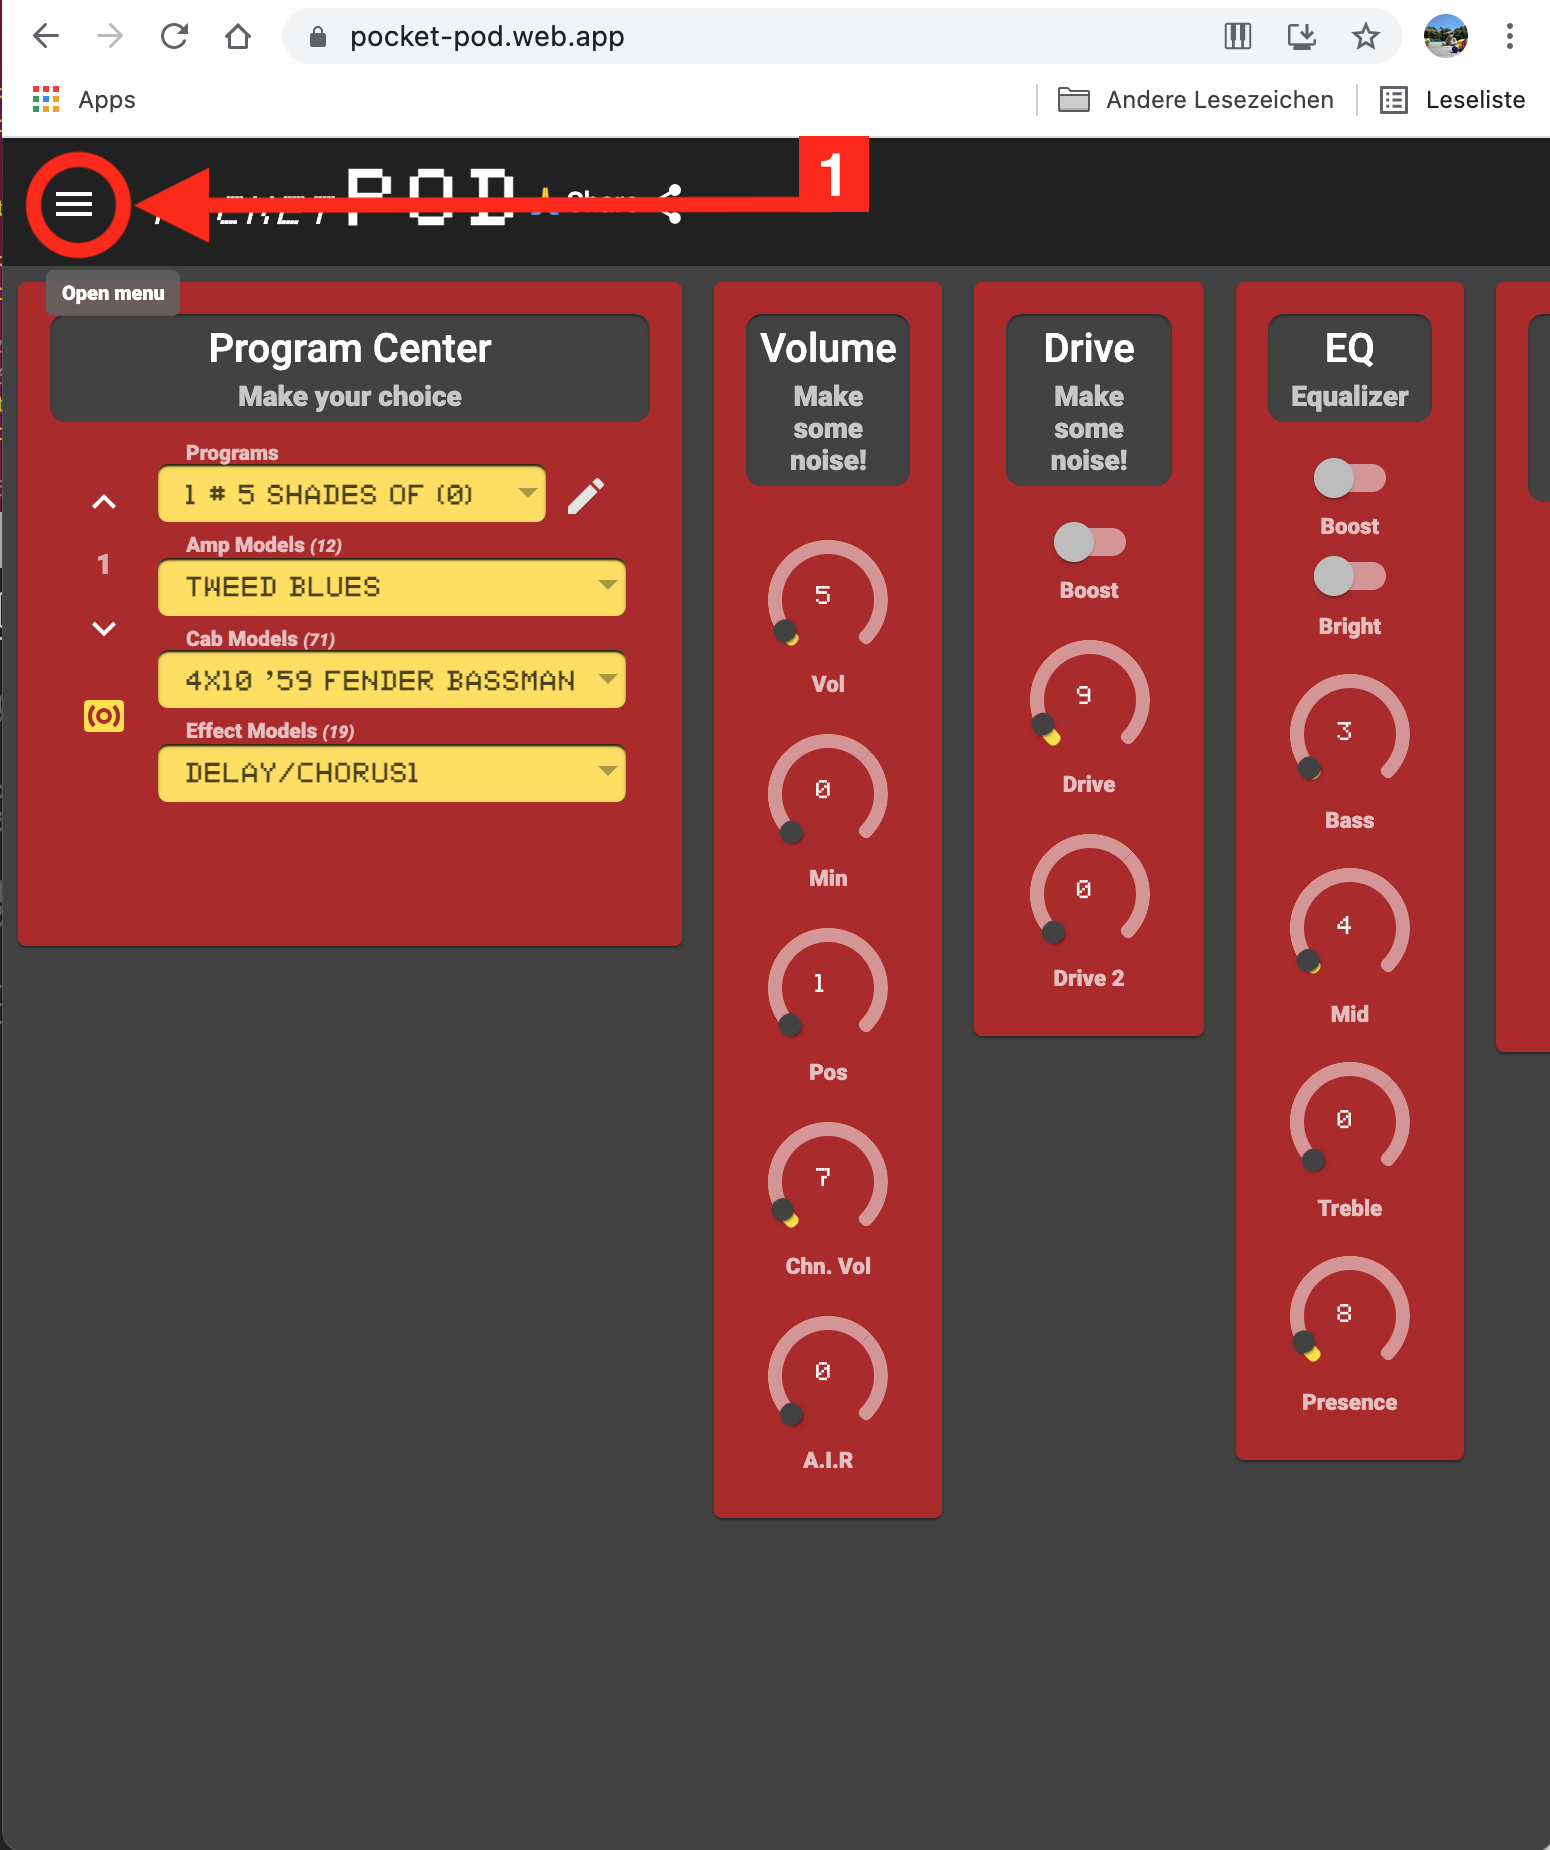 pocket-pod.web.app
Apps
Andere Lesezeichen
Leseliste
1
POD
Share
Open menu
Program Center
Make your choice
Programs
1 # 5 SHADES OF (0)
1
Amp Models (12)
TWEED BLUES
Cab Models (71)
4X10 '59 FENDER BASSMAN
Effect Models (19)
DELAY/CHORUS1
Volume
Make
some
noise!
5
Vol
0
Min
1
Pos
7
Chn. Vol
0
A.I.R
Drive
Make
some
noise!
Boost
9
Drive
0
Drive 2
EQ
Equalizer
Boost
Bright
3
Bass
4
Mid
0
Treble
8
Presence